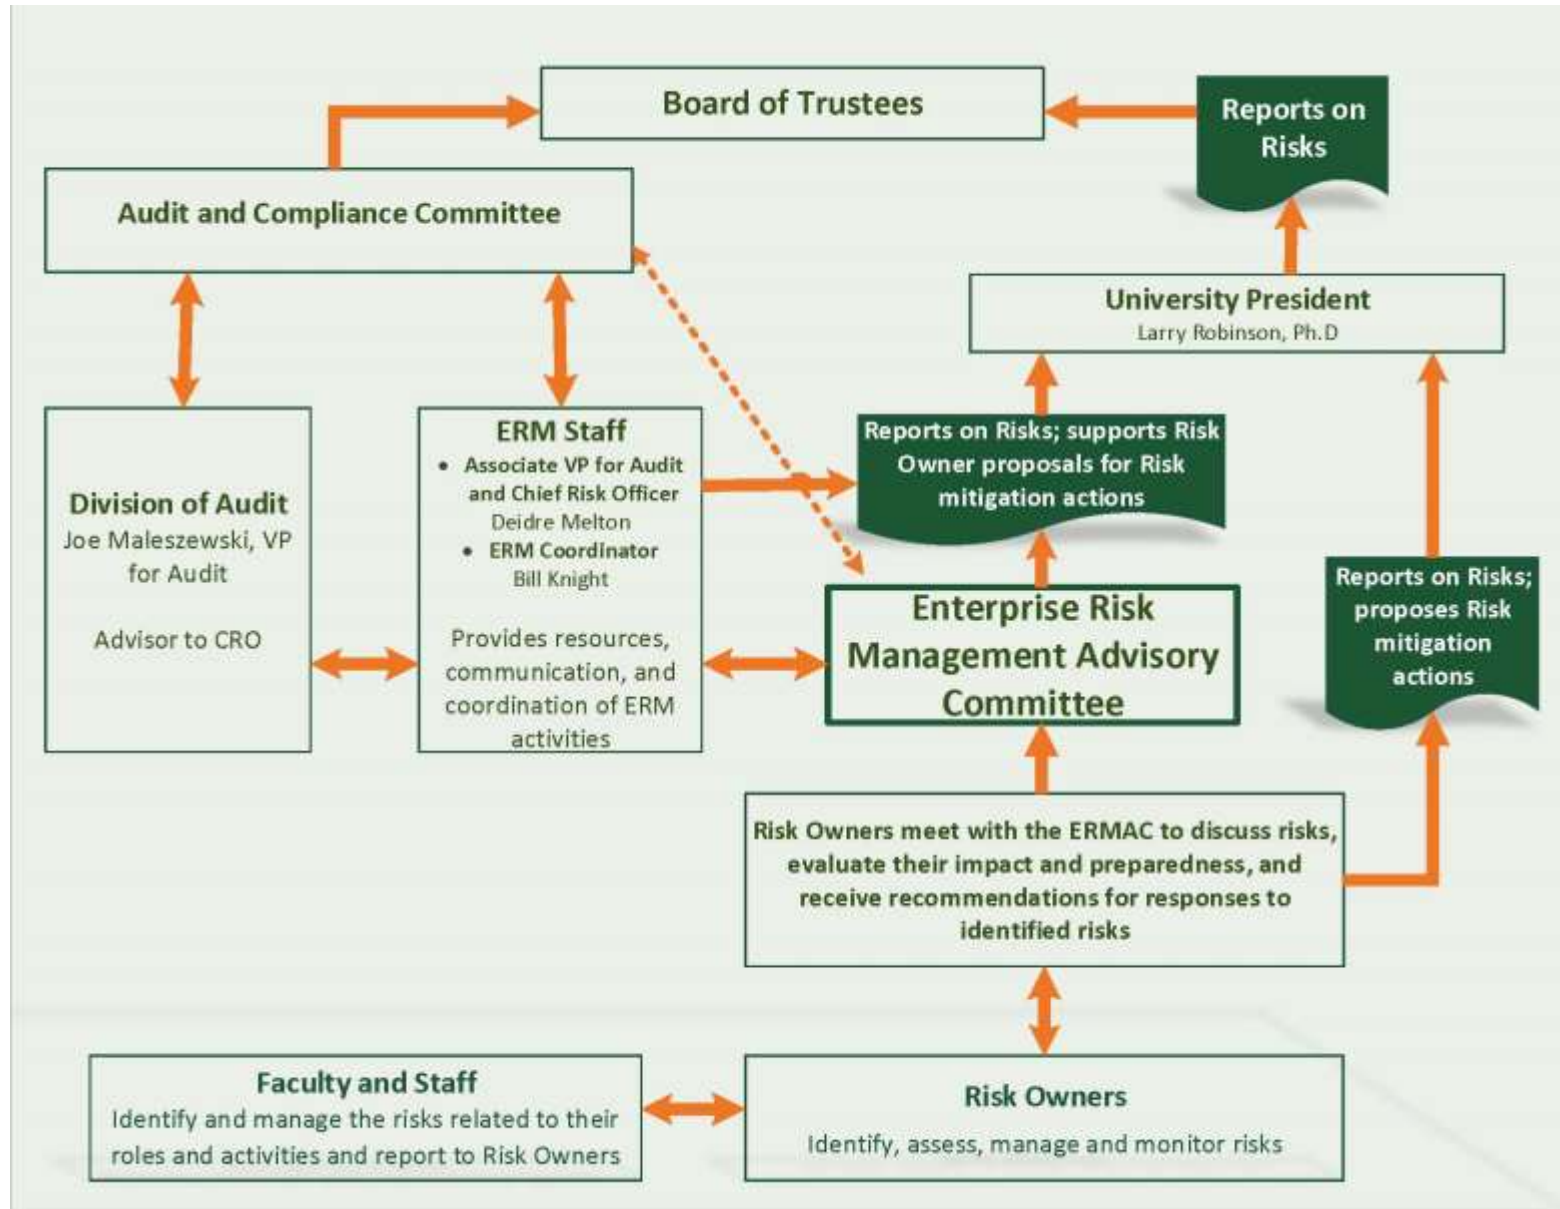 Board of Trustees
Reports on
Risks
Audit and Compliance Committee
University President
Larry Robinson, Ph.D
Division of Audit
Joe Maleszewski, VP
for Audit
Advisor to CRO
ERM Staff
• Associate VP for Audit
and Chief Risk Officer
Deidre Melton
• ERM Coordinator
Bill Knight
Provides resources,
communication, and
coordination of ERM
activities
Reports on Risks; supports Risk
Owner proposals for Risk
mitigation actions
Enterprise Risk
Management Advisory
Committee
Reports on Risks;
proposes Risk
mitigation
actions
Risk Owners meet with the ERMAC to discuss risks,
evaluate their impact and preparedness, and
receive recommendations for responses to
identified risks
Faculty and Staff
Identify and manage the risks related to their
roles and activities and report to Risk Owners
Risk Owners
Identify, assess, manage and monitor risks